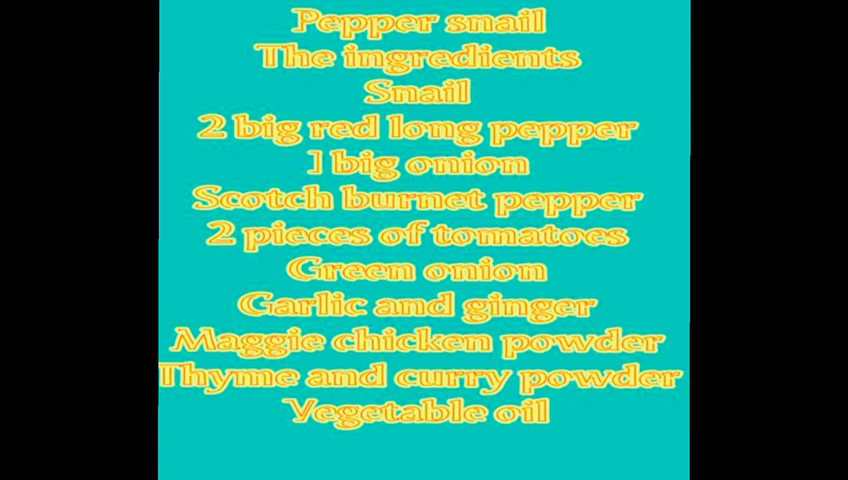 Pepper snail
The ingredients
Snail
2 big red long pepper
1 big onion
Scotch burnet pepper
2 pieces of tomatoes
Green onion
Garlic and ginger
Maggie chicken powder
Thyme and curry powder
Vegetable oil